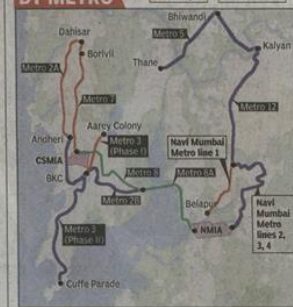 BY METRO
Bhiwandi
Dahisar
Metro 5
Kalyan
Borivli
Thane
Metro 2A
Metro 7
Metro 12
Aarey Colony
Andheri
Metro 3
(Phase I)
Navi Mumbai
Metro line 1
CSMIA
Metro 8
Metro 8A
BKC
Metro 2B
Belapur
Navi
Mumbai
Metro
lines 2,
3, 4
Metro 3
(Phase II)
NMIA
Cuffe Parade